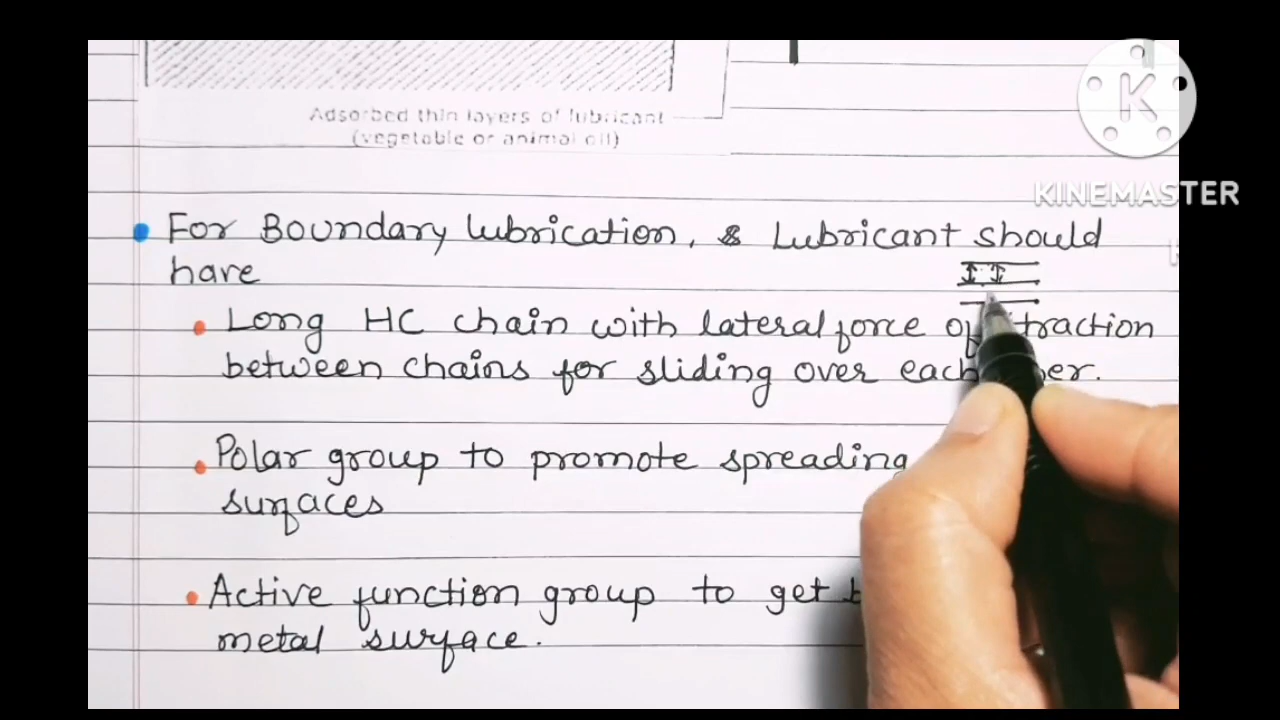 Adsorbed thin layers of lubricant
(vegetable or animal oil)
K
KINEMASTER
For Boundary lubrication, & Lubricant should
have
Long HC chain with lateral force of
between chains for sliding over each
Polar group to promote spreading
surfaces
Active function group to get
metal surface.